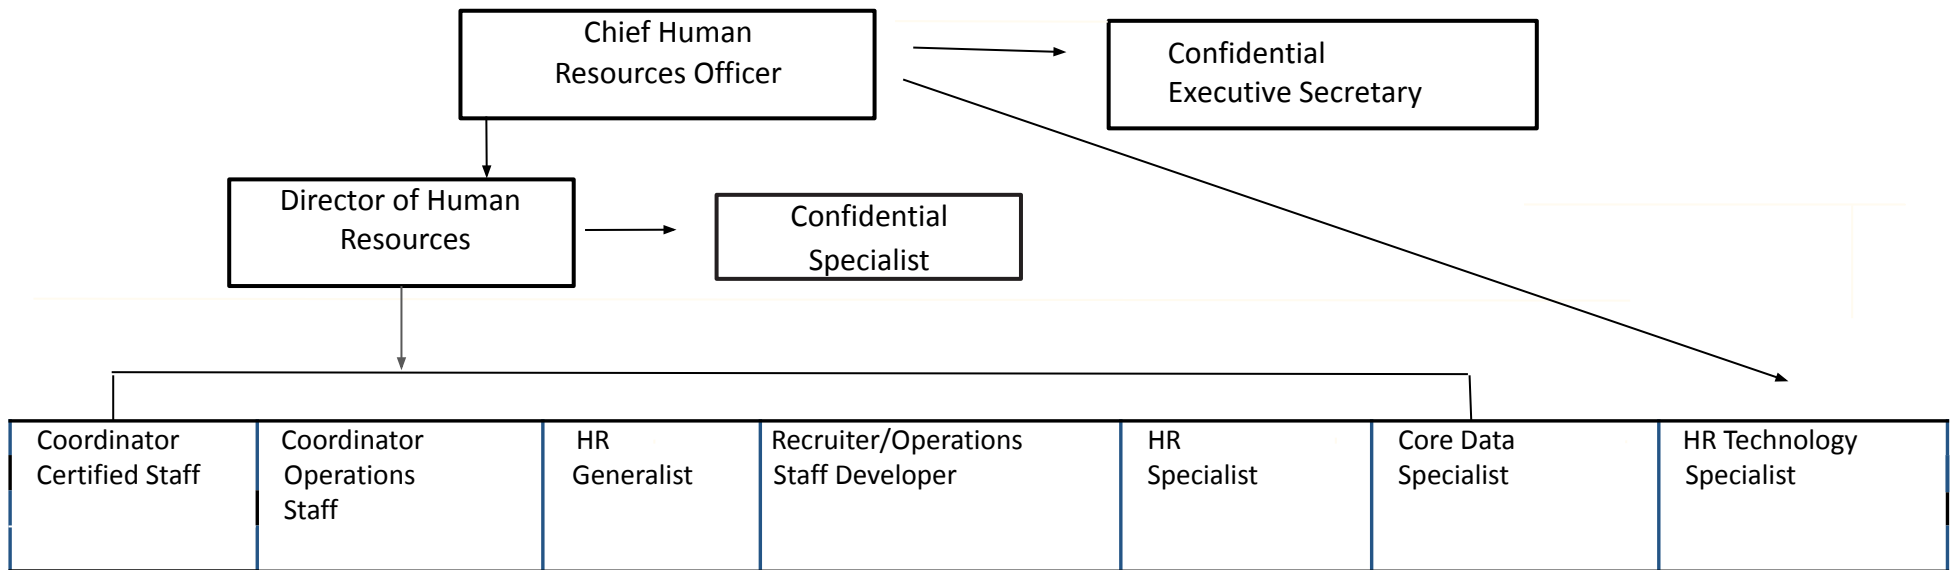 Chief Human
Resources Officer
Confidential
Executive Secretary
Director of Human
Resources
Confidential
Specialist
Coordinator
Certified Staff
Coordinator
Operations
Staff
HR
Generalist
Recruiter/Operations
Staff Developer
HR
Specialist
Core Data
Specialist
HR Technology
Specialist